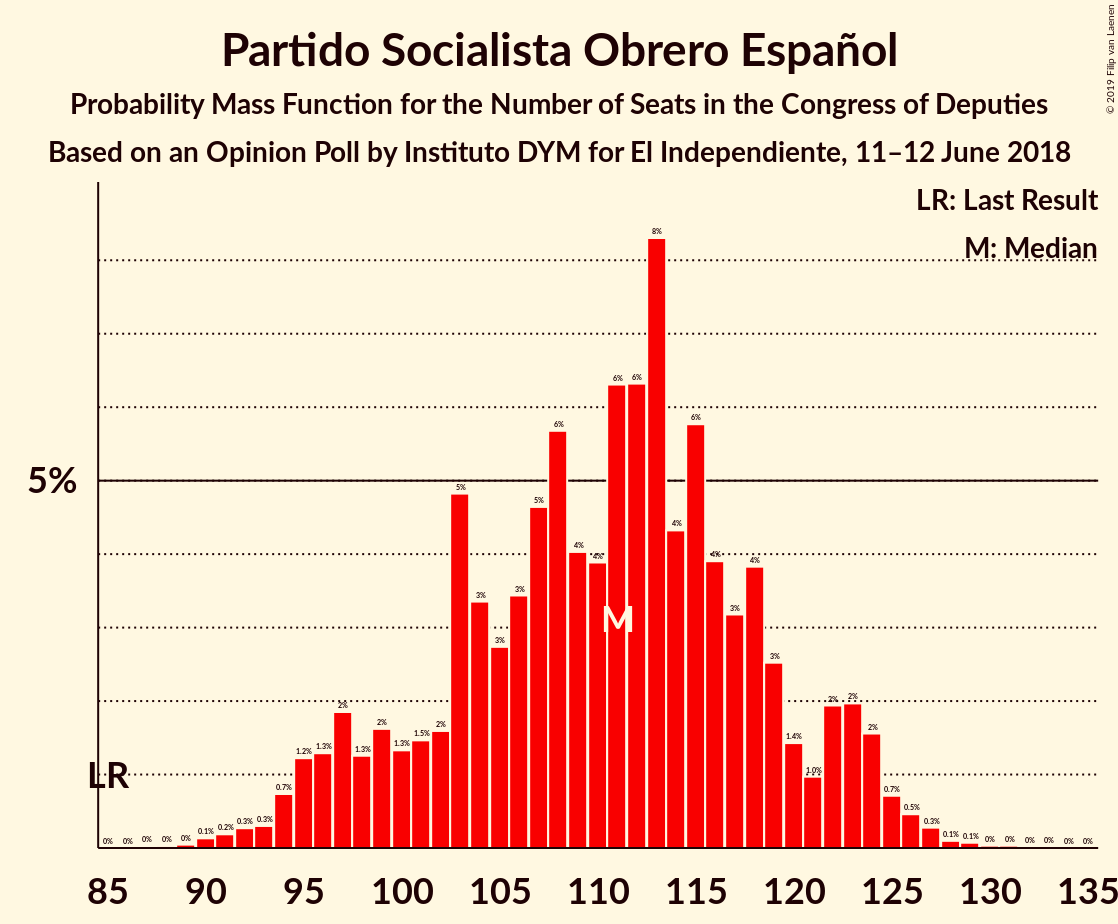 Partido Socialista Obrero Español
Probability Mass Function for the Number of Seats in the Congress of Deputies
Based on an Opinion Poll by Instituto DYM for El Independiente, 11–12 June 2018
© 2019 Filip van Laenen
LR: Last Result
M: Median
5%
LR
M
0% 0% 0% 0% 0% 0.1% 0.2% 0.3% 0.3% 0.7% 1.2% 1.3% 2% 1.3% 2% 1.3% 1.5% 2% 5% 3% 3% 3% 5% 6% 4% 4% 6% 6% 8% 4% 6% 4% 3% 4% 3% 1.4% 1.0% 2% 2% 2% 0.7% 0.5% 0.3% 0.1% 0.1% 0% 0% 0% 0% 0% 0%
85 90 95 100 105 110 115 120 125 130 135